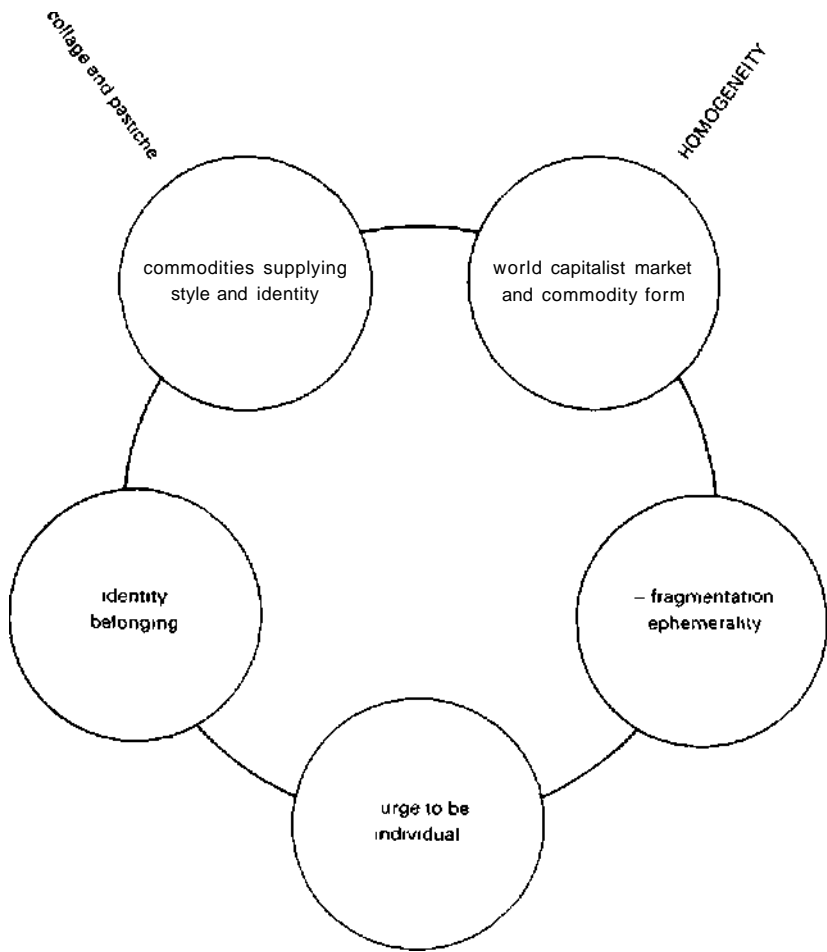 collage and pastiche
HOMOGENEITY
commodities supplying
style and identity
world capitalist market
and commodity form
identity
belonging
– fragmentation
ephemerality
urge to be
individual